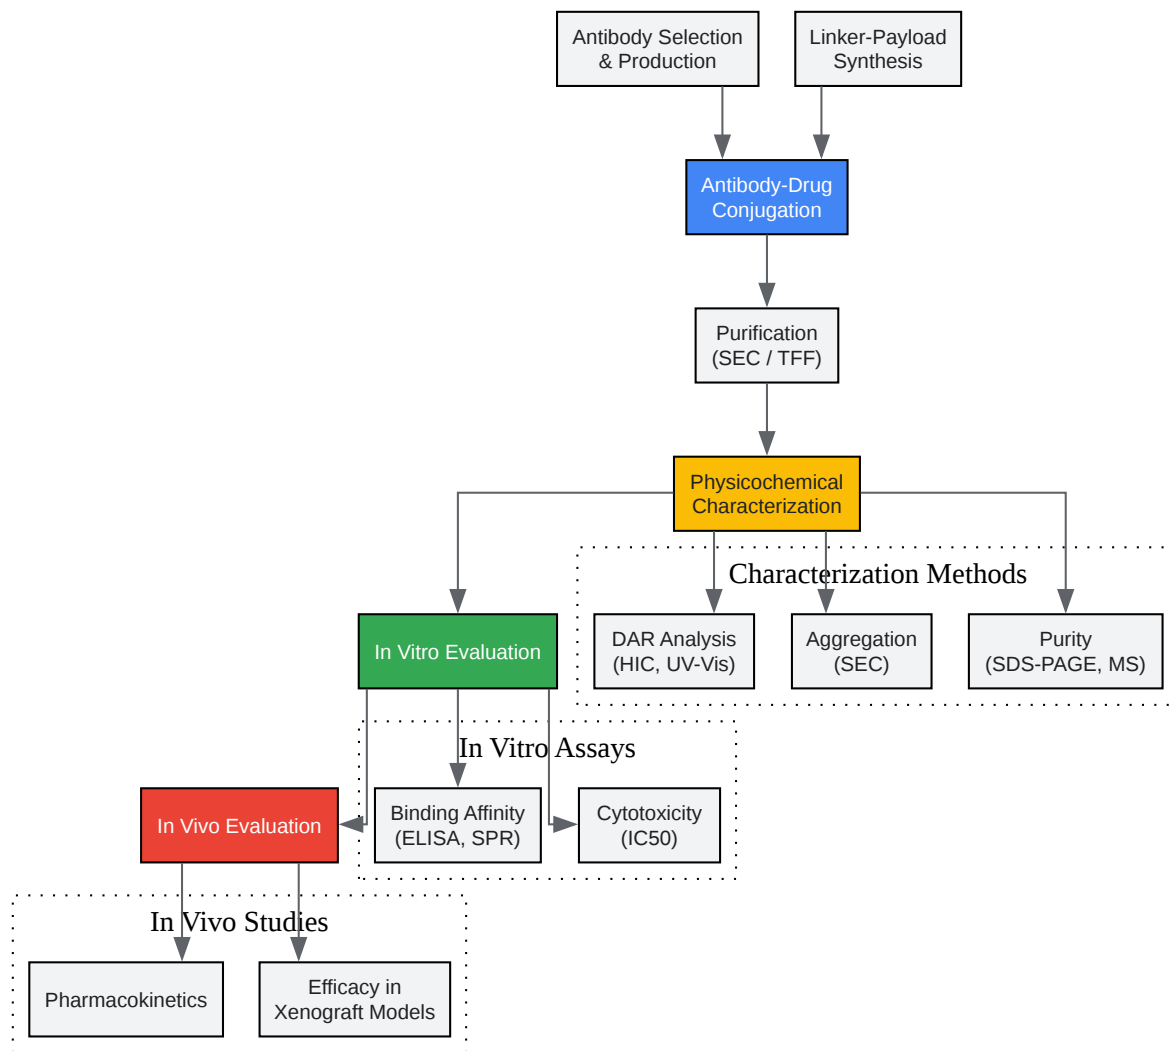 Antibody Selection
& Production
Linker-Payload
Synthesis
Antibody-Drug
Conjugation
Purification
(SEC / TFF)
Physicochemical
Characterization
Characterization Methods
In Vitro Evaluation
DAR Analysis
(HIC, UV-Vis)
Aggregation
(SEC)
Purity
(SDS-PAGE, MS)
In Vitro Assays
In Vivo Evaluation
Binding Affinity
(ELISA, SPR)
Cytotoxicity
(IC50)
In Vivo Studies
Pharmacokinetics
Efficacy in
Xenograft Models